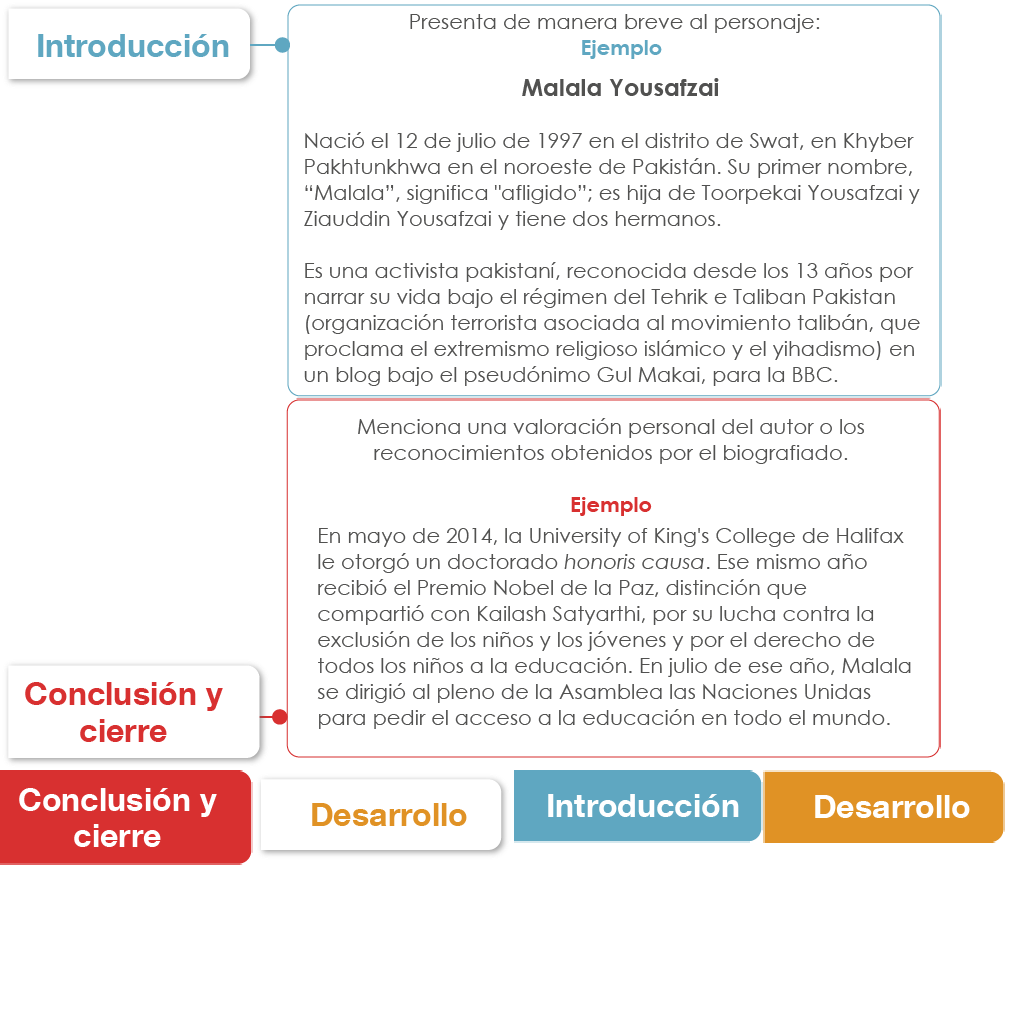 Introducción
Presenta de manera breve al personaje:
Ejemplo
Malala Yousafzai
Nació el 12 de julio de 1997 en el distrito de Swat, en Khyber
Pakhtunkhwa en el noroeste de Pakistán. Su primer nombre,
“Malala”, significa "afligido”; es hija de Toorpekai Yousafzai y
Ziauddin Yousafzai y tiene dos hermanos.
Es una activista pakistaní, reconocida desde los 13 años por
narrar su vida bajo el régimen del Tehrik e Taliban Pakistan
(organización terrorista asociada al movimiento talibán, que
proclama el extremismo religioso islámico y el yihadismo) en
un blog bajo el pseudónimo Gul Makai, para la BBC.
Menciona una valoración personal del autor o los
reconocimientos obtenidos por el biografiado.
Ejemplo
En mayo de 2014, la University of King's College de Halifax
le otorgó un doctorado honoris causa. Ese mismo año
recibió el Premio Nobel de la Paz, distinción que
compartió con Kailash Satyarthi, por su lucha contra la
exclusión de los niños y los jóvenes y por el derecho de
todos los niños a la educación. En julio de ese año, Malala
se dirigió al pleno de la Asamblea las Naciones Unidas
para pedir el acceso a la educación en todo el mundo.
Conclusión y
cierre
Conclusión y
cierre
Desarrollo
Introducción
Desarrollo